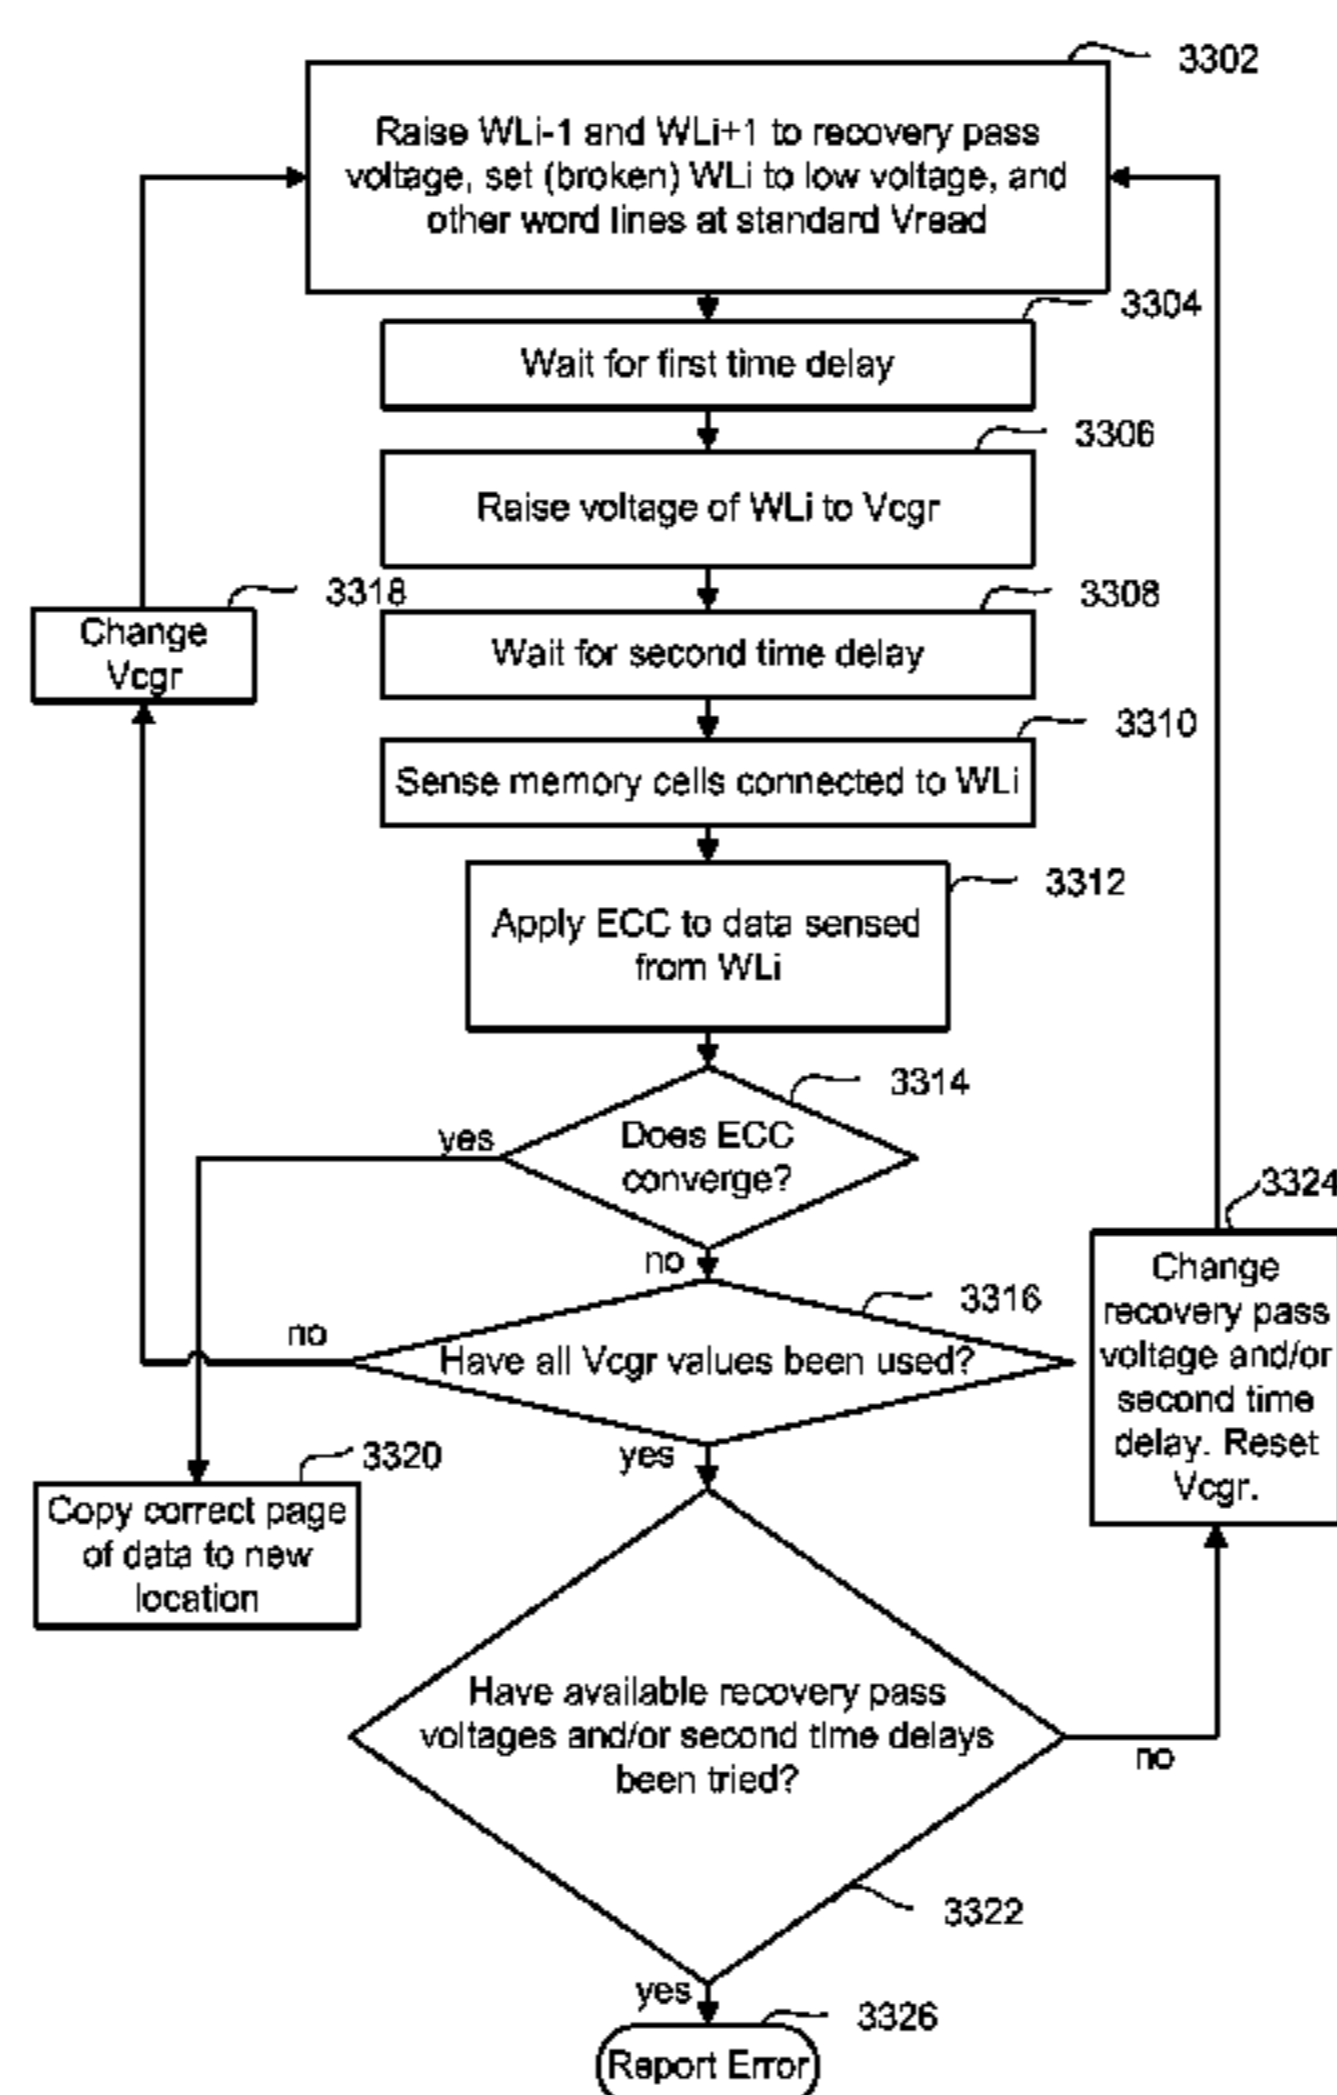 3302
Raise WLi-1 and WLi+1 to recovery pass
voltage, set (broken) WLi to low voltage, and
other word lines at standard Vread
3304
Wait for first time delay
3306
Raise voltage of WLi to Vcgr
3318
Change
Vcgr
3308
Wait for second time delay
3310
Sense memory cells connected to WLi
3312
Apply ECC to data sensed
from WLi
3314
Does ECC
converge?
yes
no
3316
Have all Vcgr values been used?
no
yes
3324
Change
recovery pass
voltage and/or
second time
delay. Reset
Vcgr.
3320
Copy correct page
of data to new
location
Have available recovery pass
voltages and/or second time delays
been tried?
no
3322
yes
3326
Report Error